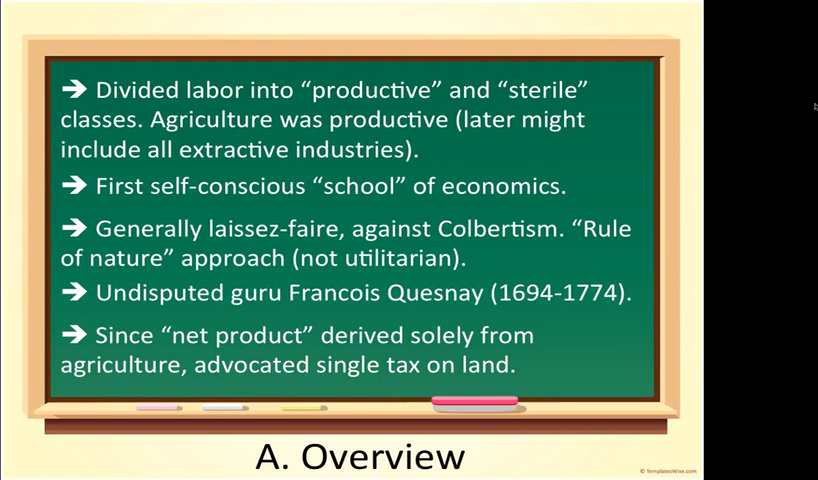 ➔ Divided labor into “productive” and “sterile”
classes. Agriculture was productive (later might
include all extractive industries).
➔ First self-conscious “school” of economics.
➔ Generally laissez-faire, against Colbertism. “Rule
of nature” approach (not utilitarian).
➔ Undisputed guru Francois Quesnay (1694-1774).
➔ Since “net product” derived solely from
agriculture, advocated single tax on land.
A. Overview
© TemplatesWise.com